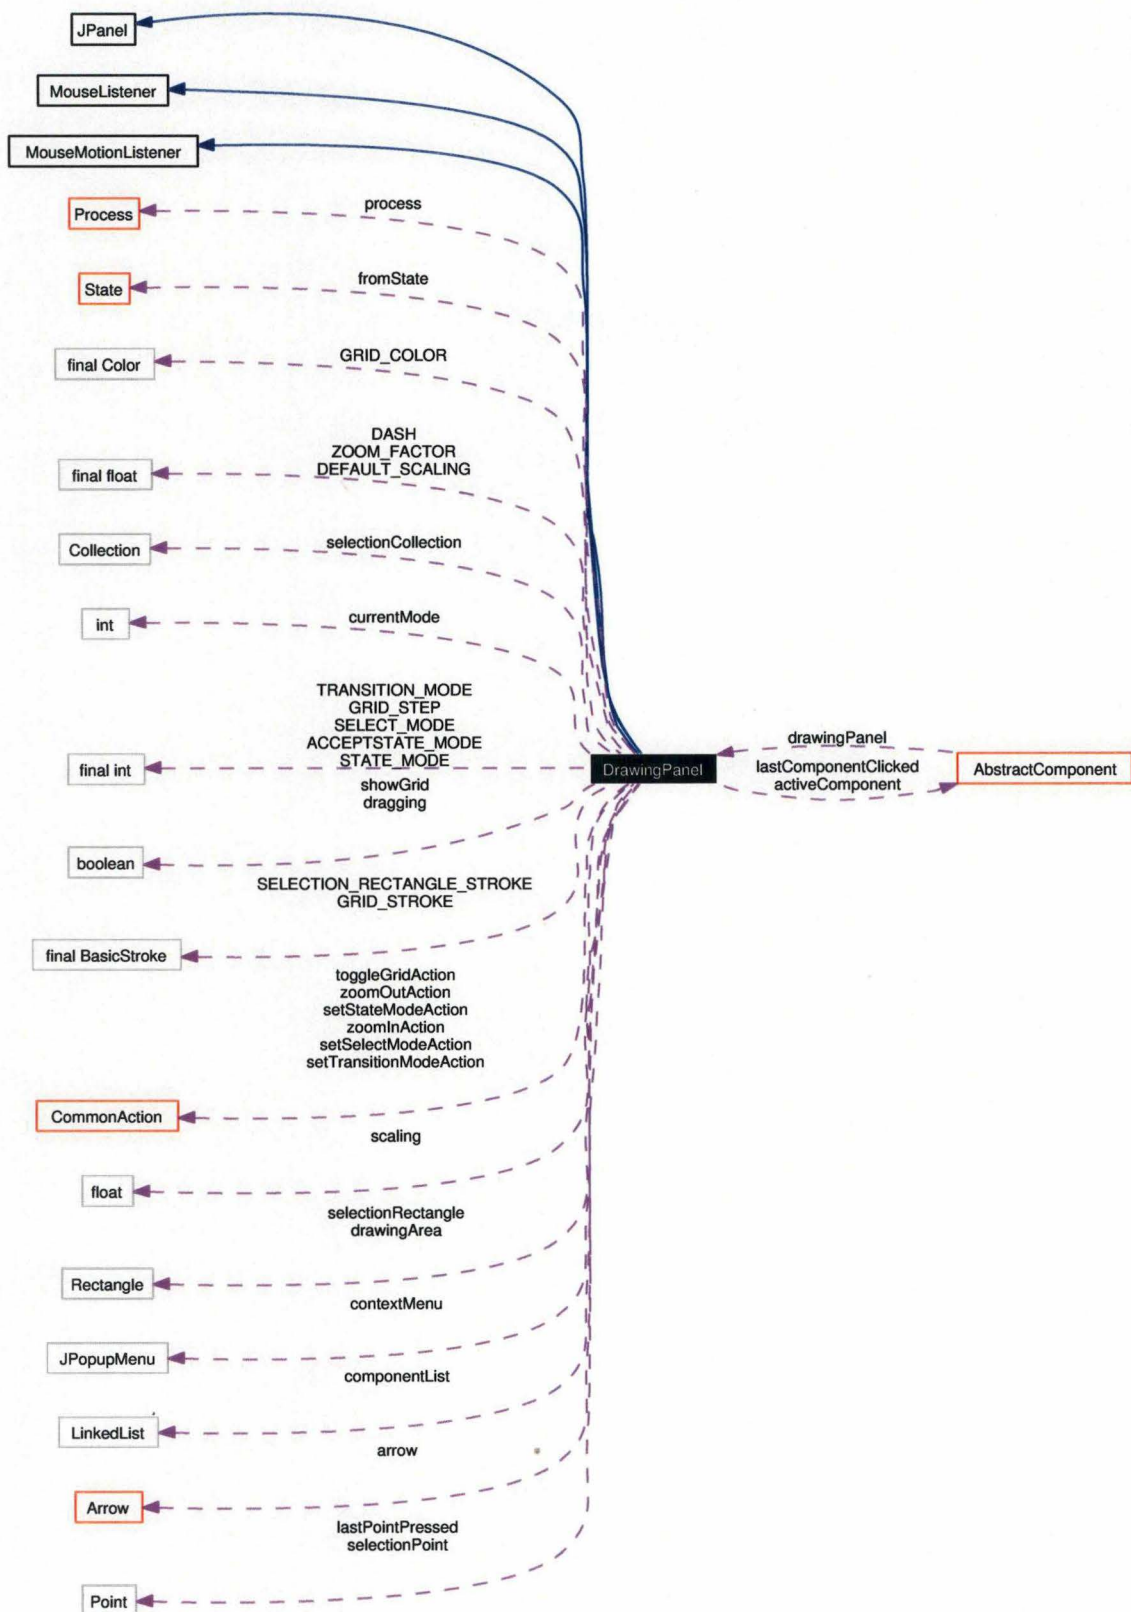 JPanel
MouseListener
MouseMotionListener
Process
process
State
fromState
final Color
GRID_COLOR
DASH
ZOOM_FACTOR
DEFAULT_SCALING
final float
Collection
selectionCollection
int
currentMode
TRANSITION_MODE
GRID_STEP
SELECT_MODE
ACCEPTSTATE_MODE
STATE_MODE
final int
DrawingPanel
drawingPanel
lastComponentClicked
activeComponent
AbstractComponent
showGrid
dragging
boolean
SELECTION_RECTANGLE_STROKE
GRID_STROKE
final BasicStroke
toggleGridAction
zoomOutAction
setStateModeAction
zoomInAction
setSelectModeAction
setTransitionModeAction
CommonAction
scaling
float
selectionRectangle
drawingArea
Rectangle
contextMenu
JPopupMenu
componentList
LinkedList
arrow
Arrow
lastPointPressed
selectionPoint
Point